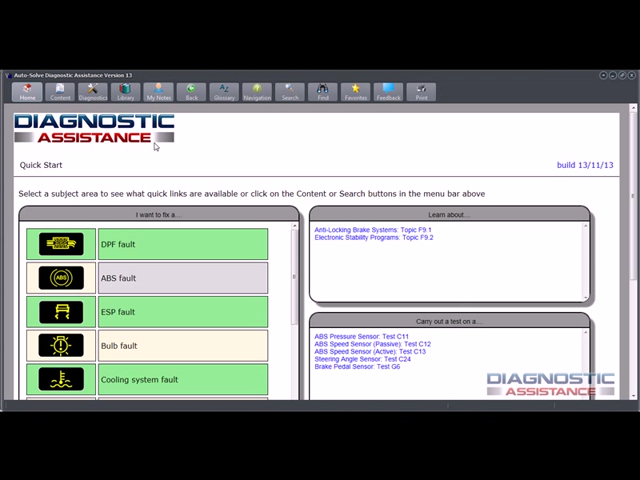 Auto-Solve Diagnostic Assistance Version 13
Home
Content
Diagnostics
Library
My Notes
Back
Glossary
Navigation
Search
Find
Favorites
Feedback
Print
DIAGNOSTIC
ASSISTANCE
Quick Start
build 13/11/13
Select a subject area to see what quick links are available or click on the Content or Search buttons in the menu bar above
I want to fix a....
DPF fault
ABS
ABS fault
ESP fault
Bulb fault
Cooling system fault
Learn about....
Anti-Locking Brake Systems: Topic F9.1
Electronic Stability Programs: Topic F9.2
Carry out a test on a....
ABS Pressure Sensor: Test C11
ABS Speed Sensor (Passive): Test C12
ABS Speed Sensor (Active): Test C13
Steering Angle Sensor: Test C24
Brake Pedal Sensor: Test G6
DIAGNOSTIC
ASSISTANCE